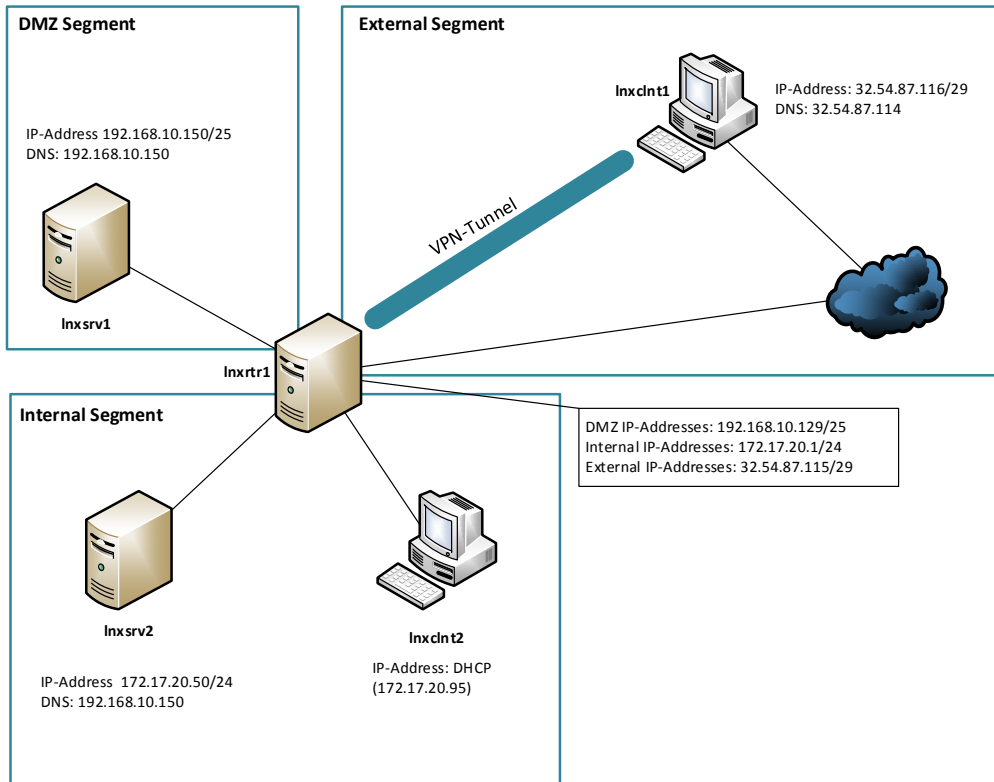 DMZ Segment
IP-Address 192.168.10.150/25
DNS: 192.168.10.150
lnxsrv1
External Segment
lnxclnt1
IP-Address: 32.54.87.116/29
DNS: 32.54.87.114
VPN-Tunnel
lnxrtr1
DMZ IP-Addresses: 192.168.10.129/25
Internal IP-Addresses: 172.17.20.1/24
External IP-Addresses: 32.54.87.115/29
Internal Segment
lnxsrv2
IP-Address 172.17.20.50/24
DNS: 192.168.10.150
lnxclnt2
IP-Address: DHCP
(172.17.20.95)